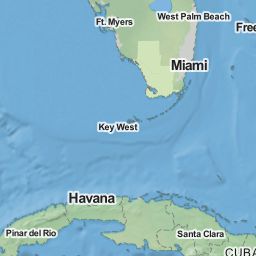 West Palm Beach
Ft. Myers
Free
Miami
Key West
Havana
Pinar del Rio
Santa Clara
CUBA